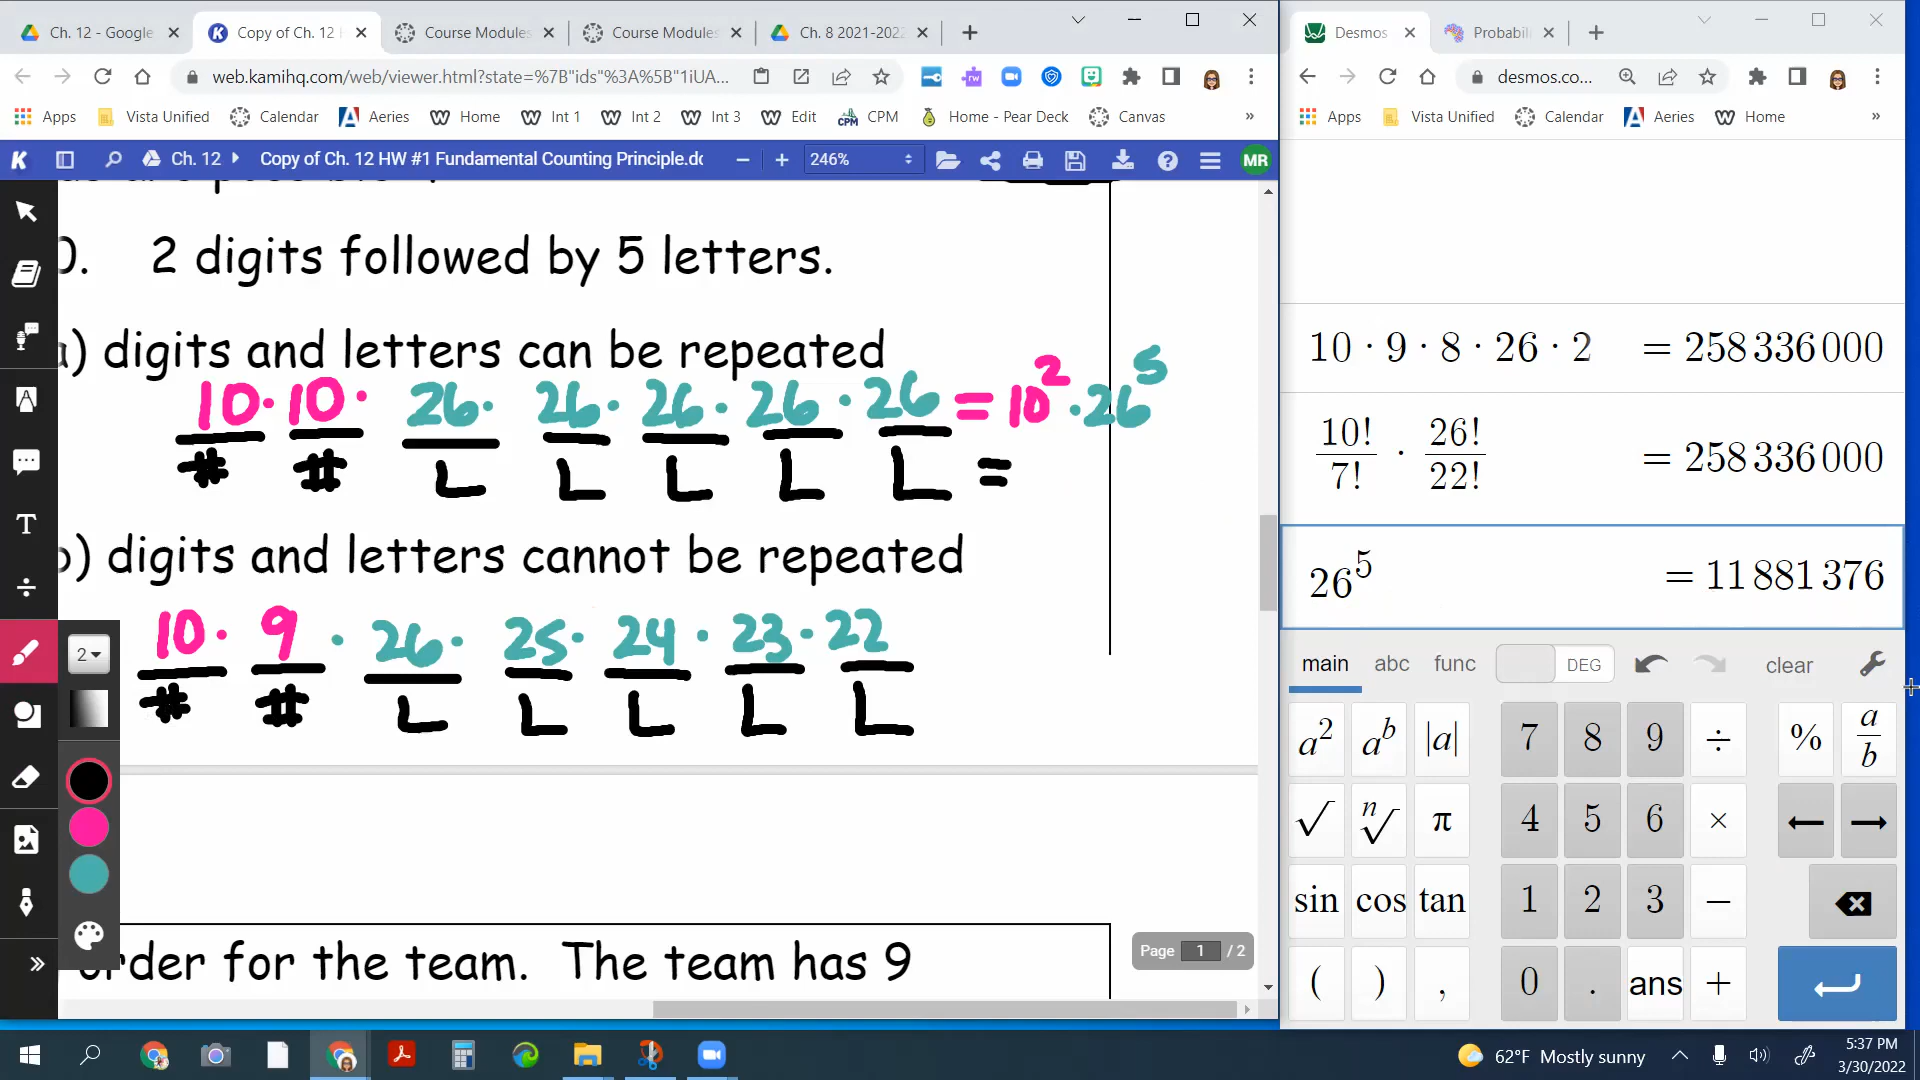 Ch. 12 - Google
Copy of Ch. 12
Course Modules
Course Modules
Ch. 8 2021-2022
Desmos
Probabil
web.kamihq.com/web/viewer.html?state=%7B"ids"%3A%5B"1iUA...
desmos.co...
Apps
Vista Unified
Calendar
Aeries
Home
Int 1
Int 2
Int 3
Edit
CPM
CPM
Home - Pear Deck
Canvas
»
Apps
Vista Unified
Calendar
Aeries
Home
»
K
Ch. 12
Copy of Ch. 12 HW #1 Fundamental Counting Principle.dc
246%
MR
0. 2 digits followed by 5 letters.
a) digits and letters can be repeated
10 · 10 · 26 · 26 · 26 · 26 · 26 = 10² · 26⁵
# # L L L L L =
b) digits and letters cannot be repeated
10 · 9 · 26 · 25 · 24 · 23 · 22
# # L L L L L
order for the team. The team has 9
Page 1 / 2
2
10 · 9 · 8 · 26 · 2 = 258336000
10!/7! · 26!/22! = 258336000
26⁵ = 11881376
main abc func DEG clear
a² aᵇ |a| 7 8 9 ÷ % a/b
√ ⁿ√ π 4 5 6 × ← →
sin cos tan 1 2 3 −
( ) , 0 . ans +
62°F Mostly sunny
5:37 PM
3/30/2022